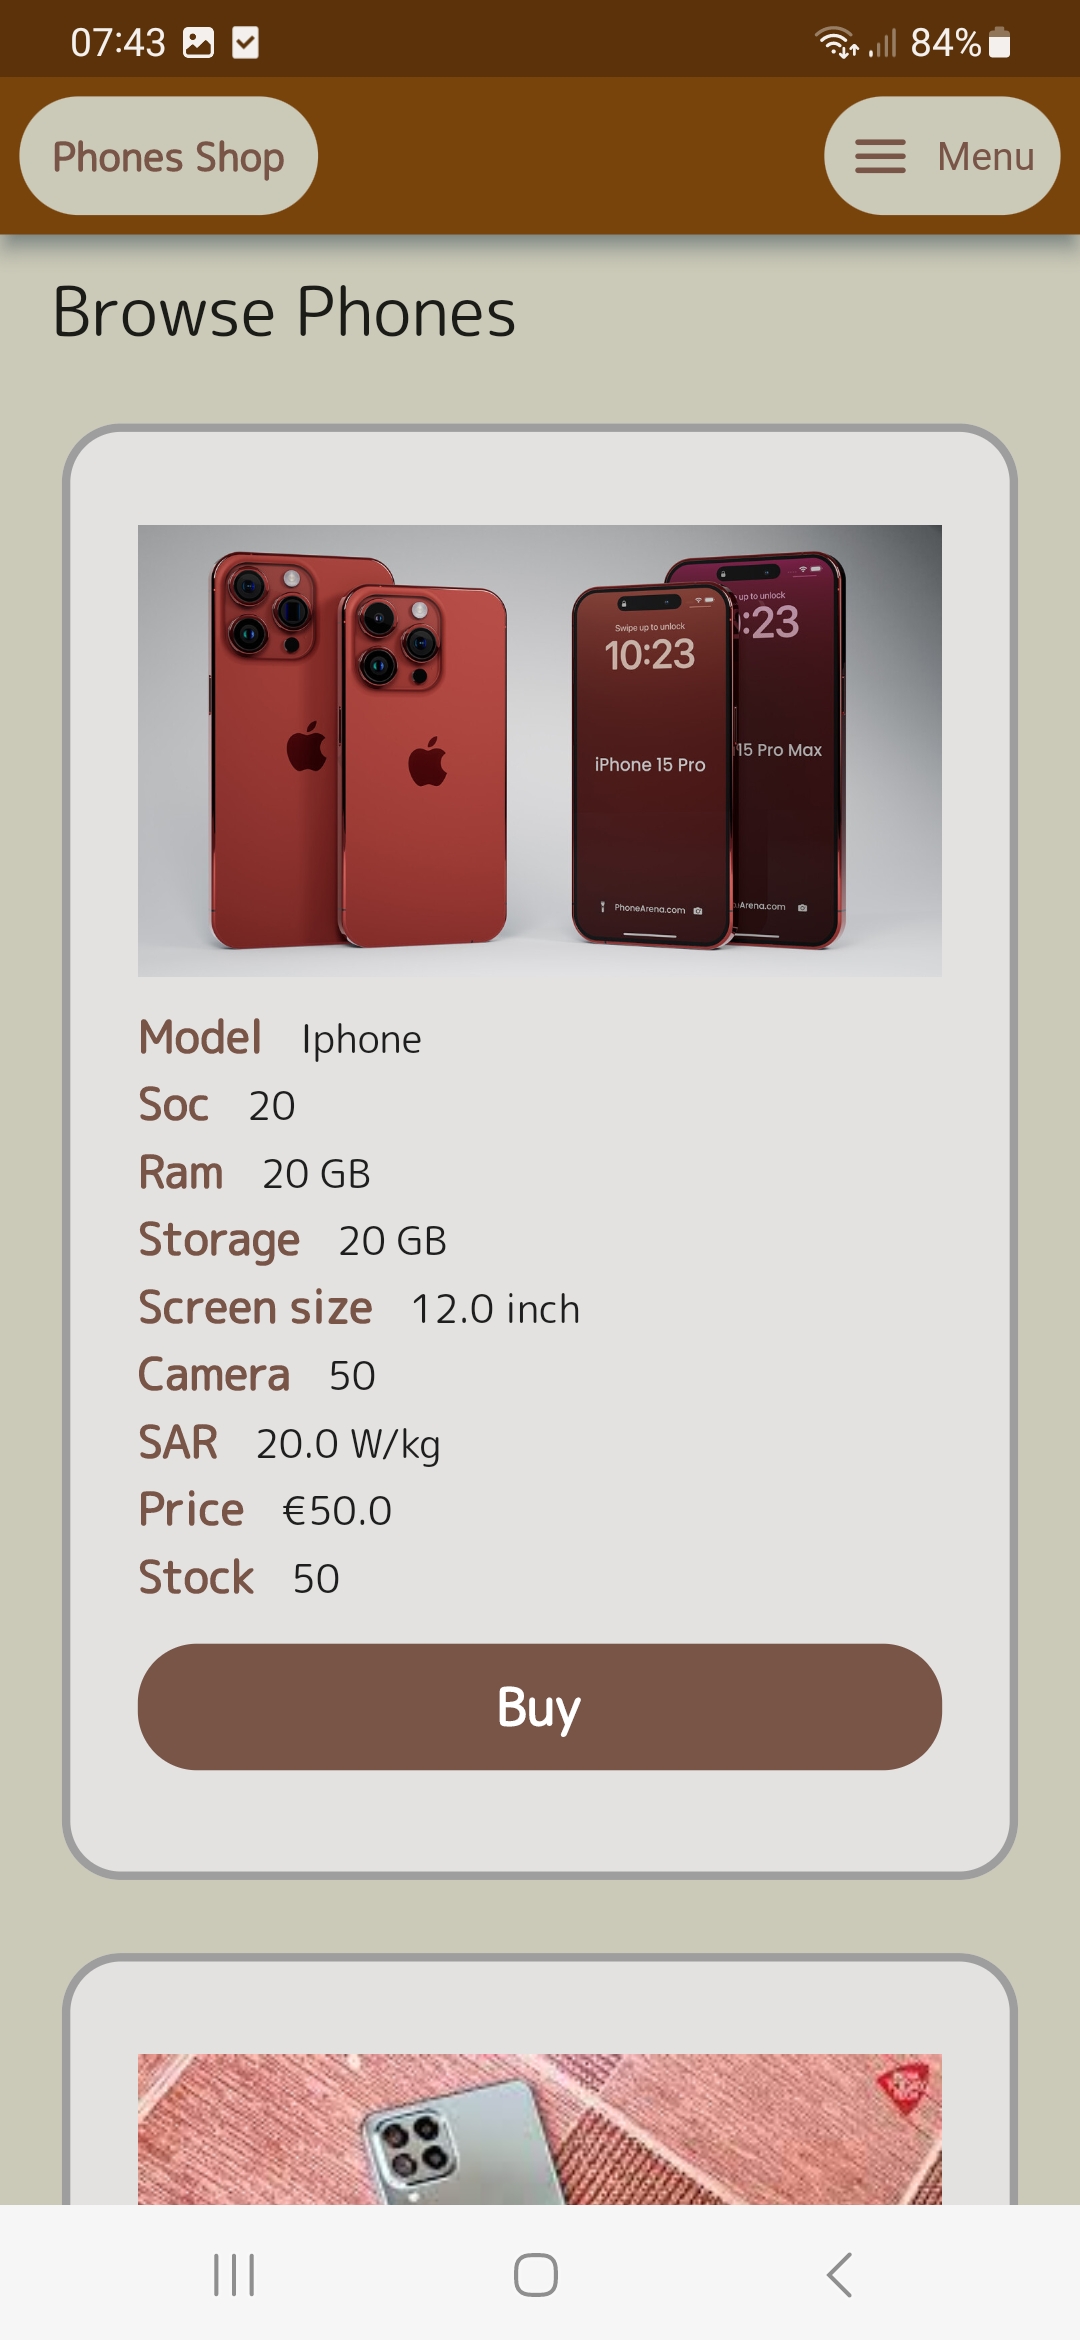 07:43 84%
Phones Shop Menu
Browse Phones
Swipe up to unlock
10:23
iPhone 15 Pro
PhoneArena.com
up to unlock
:23
15 Pro Max
Arena.com
Model Iphone
Soc 20
Ram 20 GB
Storage 20 GB
Screen size 12.0 inch
Camera 50
SAR 20.0 W/kg
Price €50.0
Stock 50
Buy